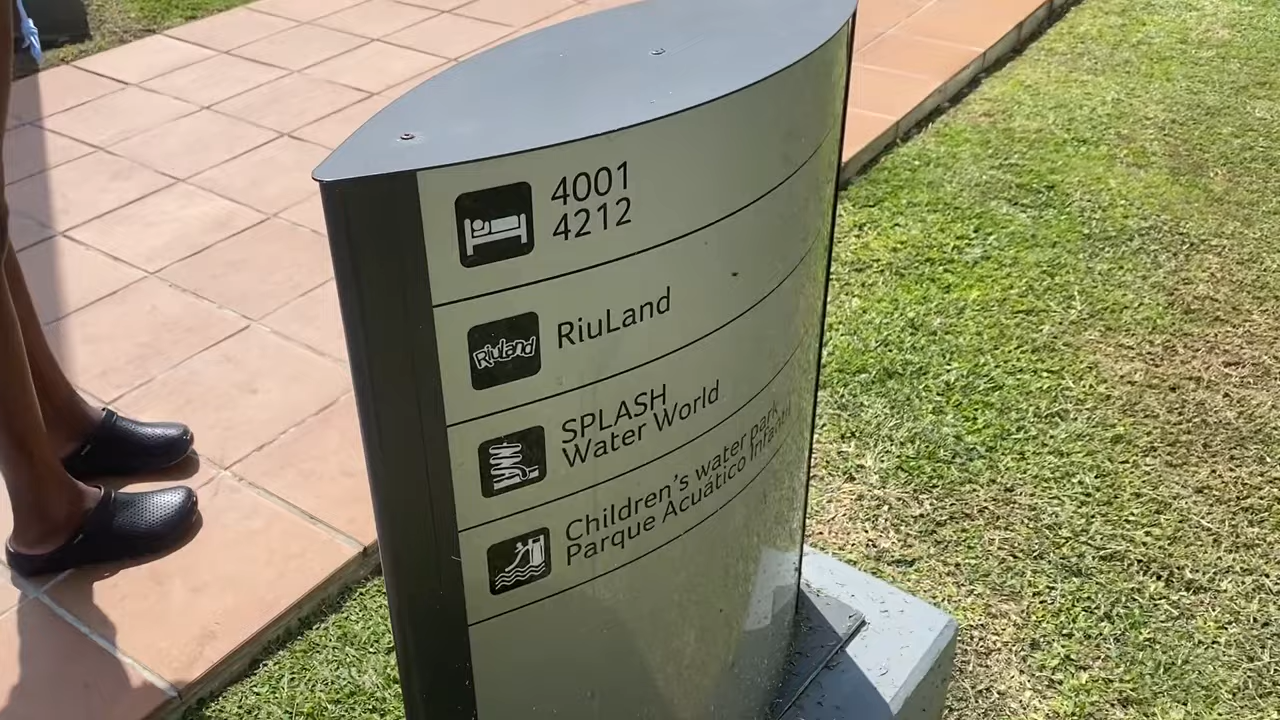 4001
4212
Riuland
RiuLand
SPLASH
Water World
Children's water park
Parque Acuático Infantil